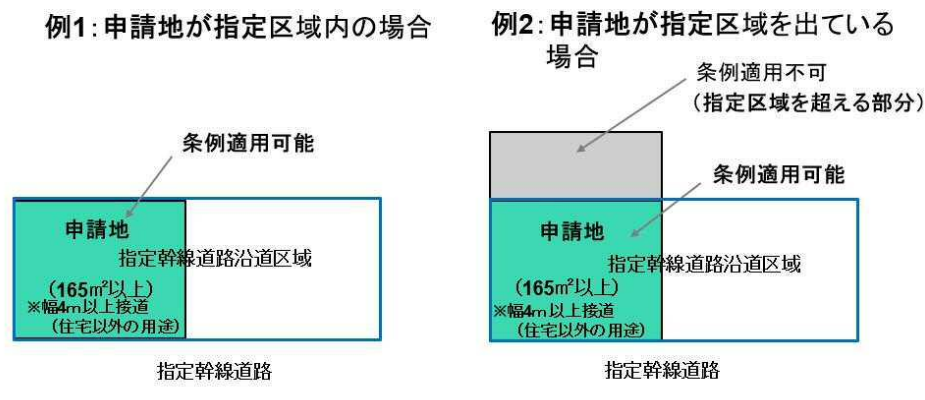 例1：申請地が指定区域内の場合
条例適用可能
申請地
指定幹線道路沿道区域
（165㎡以上）
※幅4m以上接道
（住宅以外の用途）
指定幹線道路
例2：申請地が指定区域を出ている
場合
条例適用不可
（指定区域を超える部分）
条例適用可能
申請地
指定幹線道路沿道区域
（165㎡以上）
※幅4m以上接道
（住宅以外の用途）
指定幹線道路